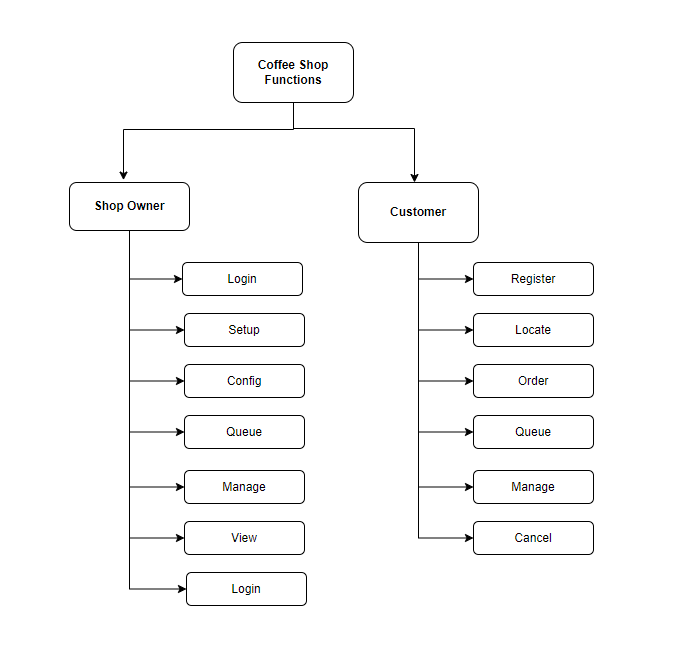 Coffee Shop
Functions
Shop Owner
Customer
Login
Setup
Config
Queue
Manage
View
Login
Register
Locate
Order
Queue
Manage
Cancel